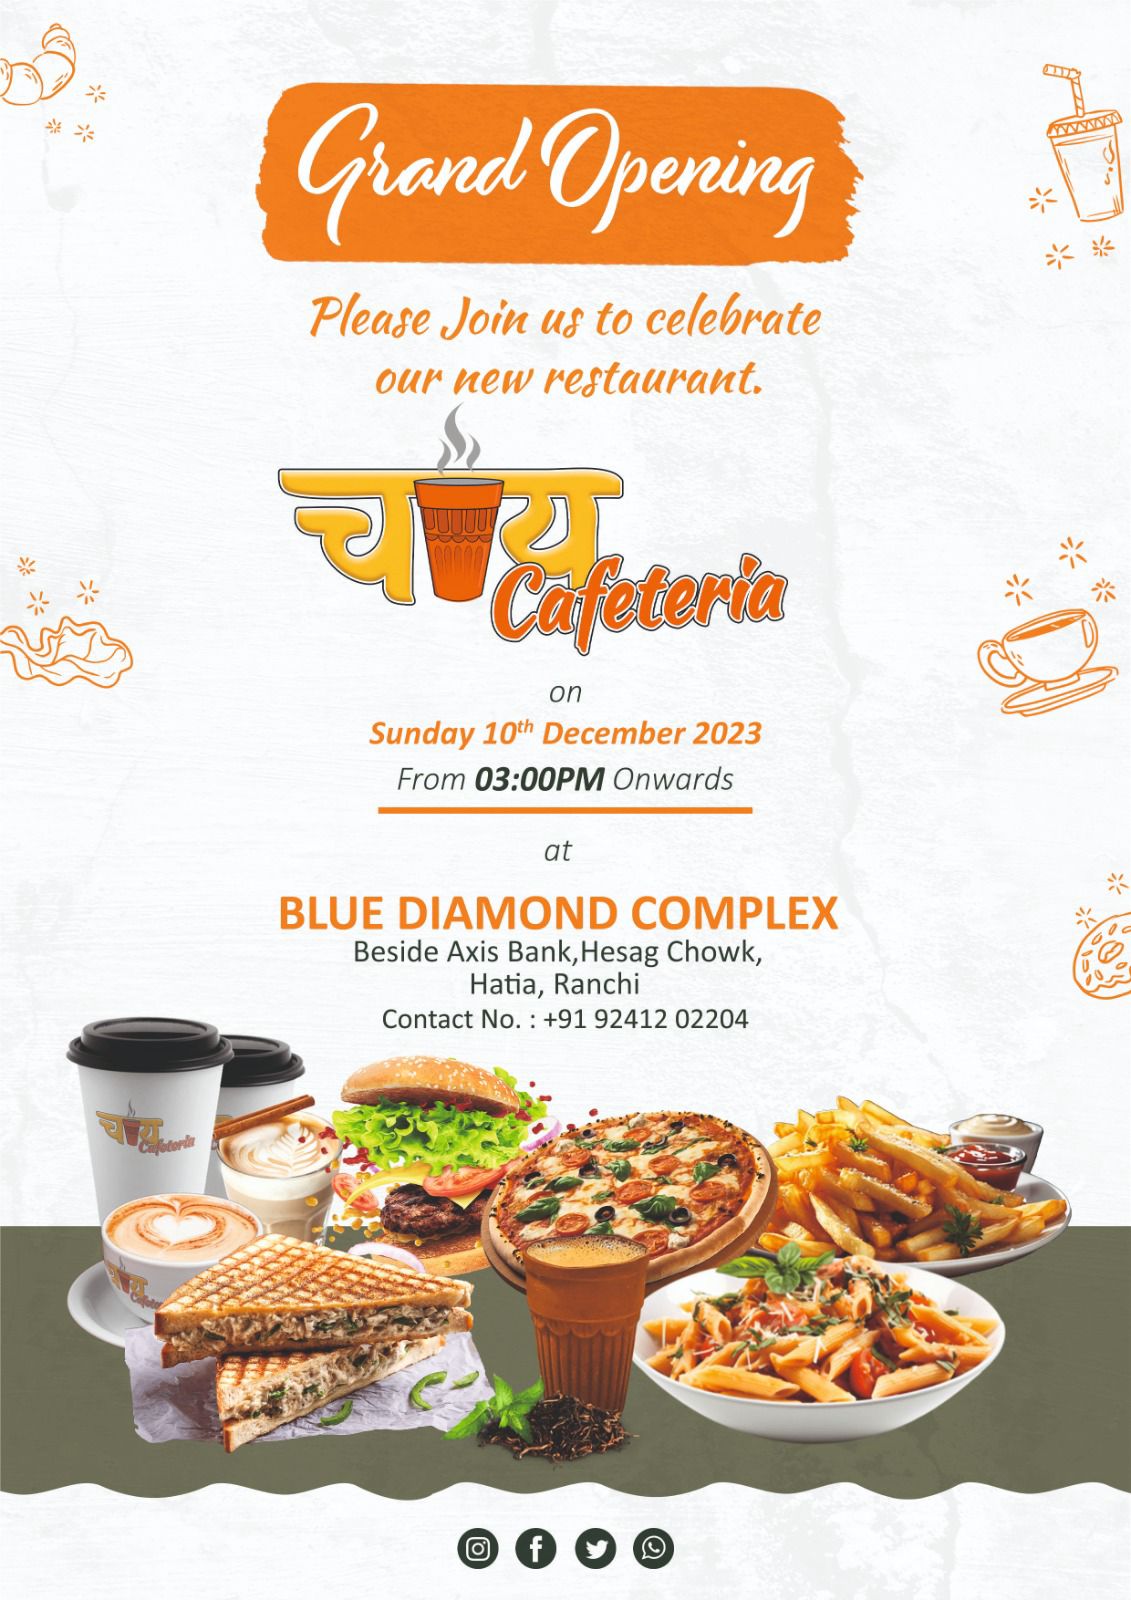 Grand Opening
Please Join us to celebrate
our new restaurant.
चाय
Cafeteria
on
Sunday 10th December 2023
From 03:00PM Onwards
at
BLUE DIAMOND COMPLEX
Beside Axis Bank,Hesag Chowk,
Hatia, Ranchi
Contact No. : +91 92412 02204
चाय
Cafeteria